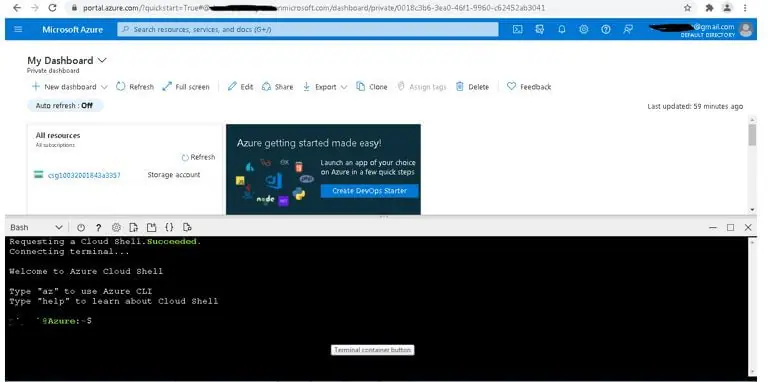 portal.azure.com/?quickstart=True#@ nmicrosoft.com/dashboard/private/0018c3b6-3ea0-46f1-9960-c62452ab3041
Microsoft Azure
Search resources, services, and docs (G+/)
@gmail.com
DEFAULT DIRECTORY
My Dashboard
Private dashboard
+ New dashboard Refresh Full screen Edit Share Export Clone Assign tags Delete Feedback
Auto refresh : Off
Last updated: 59 minutes ago
All resources
All subscriptions
Refresh
csg10032001843a3357 Storage account
Azure getting started made easy!
Launch an app of your choice
on Azure in a few quick steps
Create DevOps Starter
JS
node
php
Bash
Requesting a Cloud Shell.Succeeded.
Connecting terminal...
Welcome to Azure Cloud Shell
Type "az" to use Azure CLI
Type "help" to learn about Cloud Shell
@Azure:~$
Terminal container button